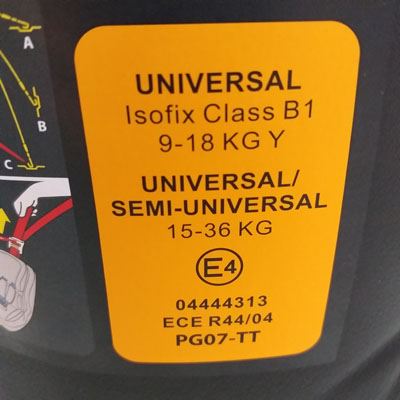 A
B
C
UNIVERSAL
Isofix Class B1
9-18 KG Y
UNIVERSAL/
SEMI-UNIVERSAL
15-36 KG
E4
04444313
ECE R44/04
PG07-TT